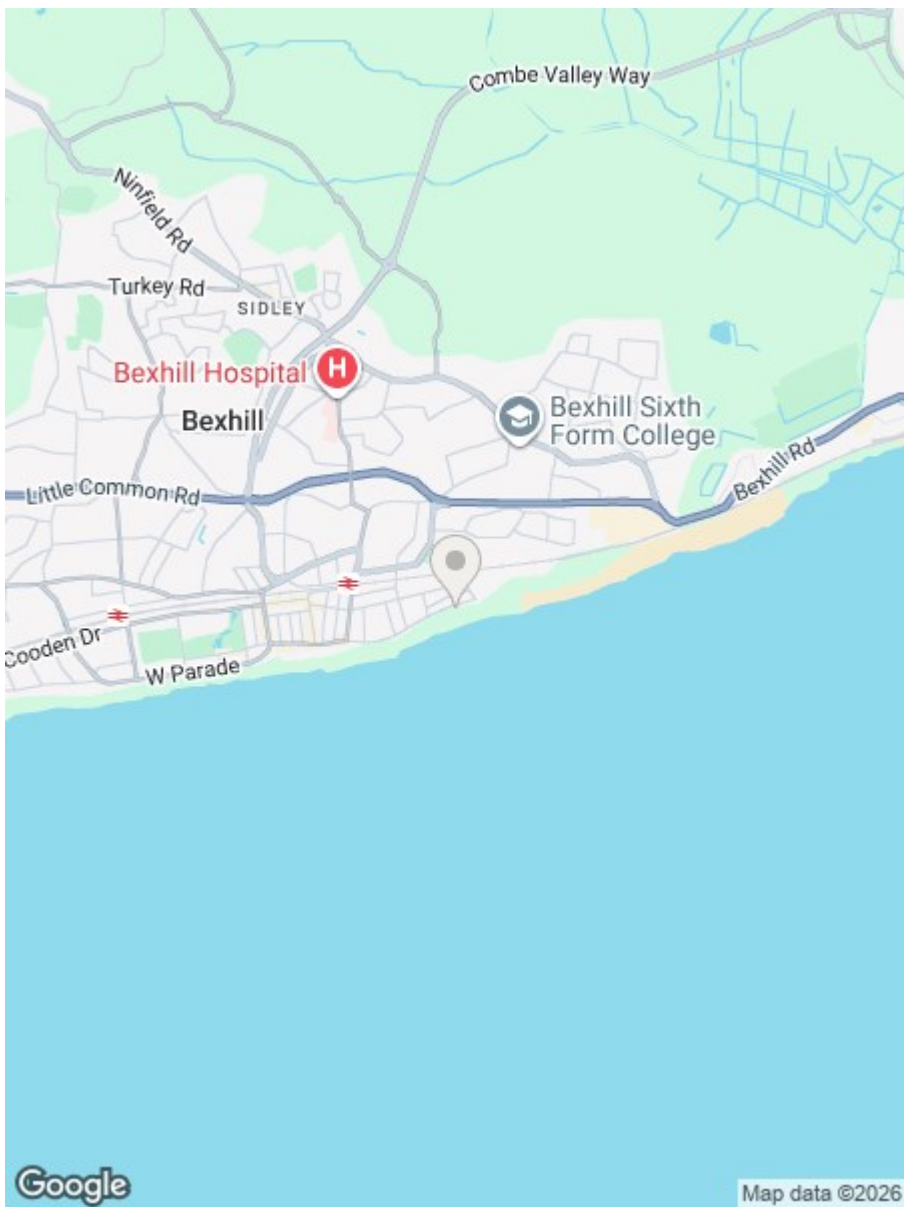 Combe Valley Way
Ninfield Rd
Turkey Rd
SIDLEY
Bexhill Hospital
H
Bexhill
Bexhill Sixth
Form College
Little Common Rd
Bexhill Rd
Cooden Dr
W Parade
Google
Map data ©2026